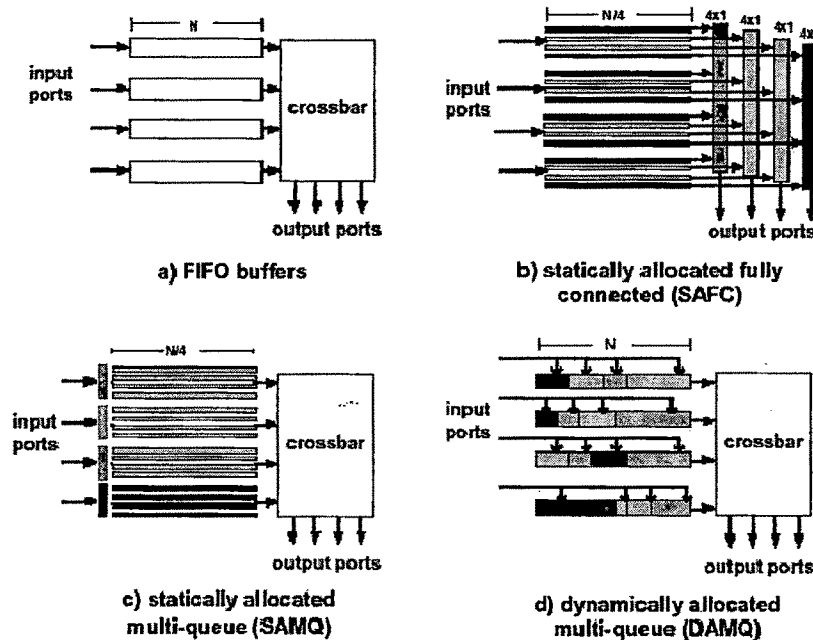 N
input
ports
crossbar
output ports
a) FIFO buffers
N/4
4x1
4x1
4x1
input
ports
output ports
b) statically allocated fully
connected (SAFC)
N/4
input
ports
crossbar
output ports
c) statically allocated
multi-queue (SAMQ)
N
input
ports
crossbar
output ports
d) dynamically allocated
multi-queue (DAMQ)